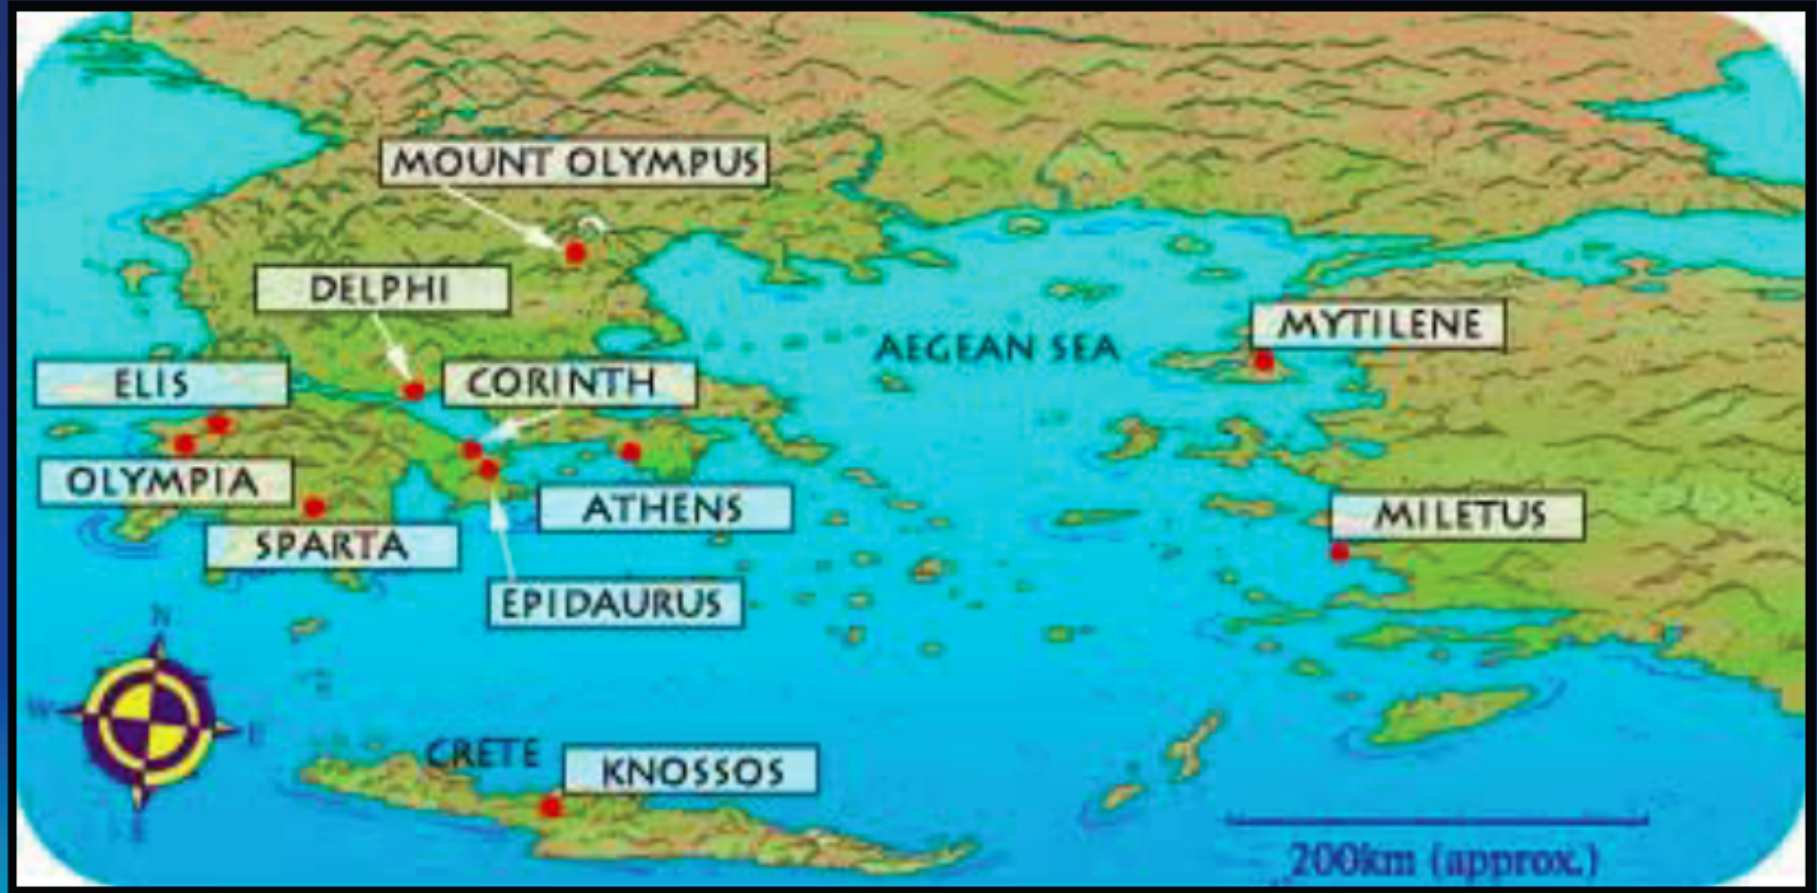 MOUNT OLYMPUS
DELPHI
MYTILENE
AEGEAN SEA
ELIS
CORINTH
OLYMPIA
ATHENS
MILETUS
SPARTA
EPIDAURUS
N
W
E
CRETE
KNOSSOS
200km (approx.)